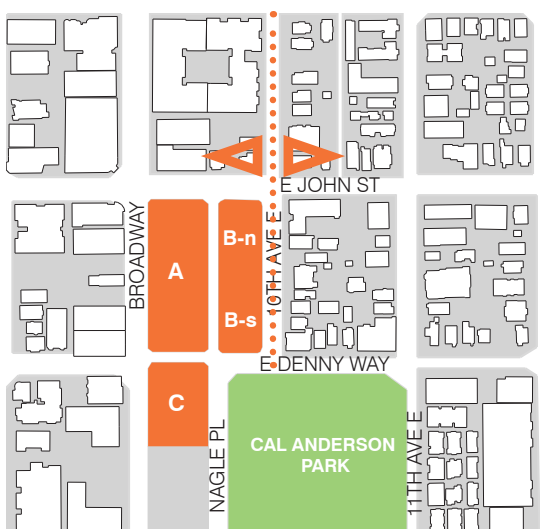 E JOHN ST
BROADWAY
10TH AVE E
A
B-n
B-s
E DENNY WAY
C
NAGLE PL
CAL ANDERSON
PARK
11TH AVE E